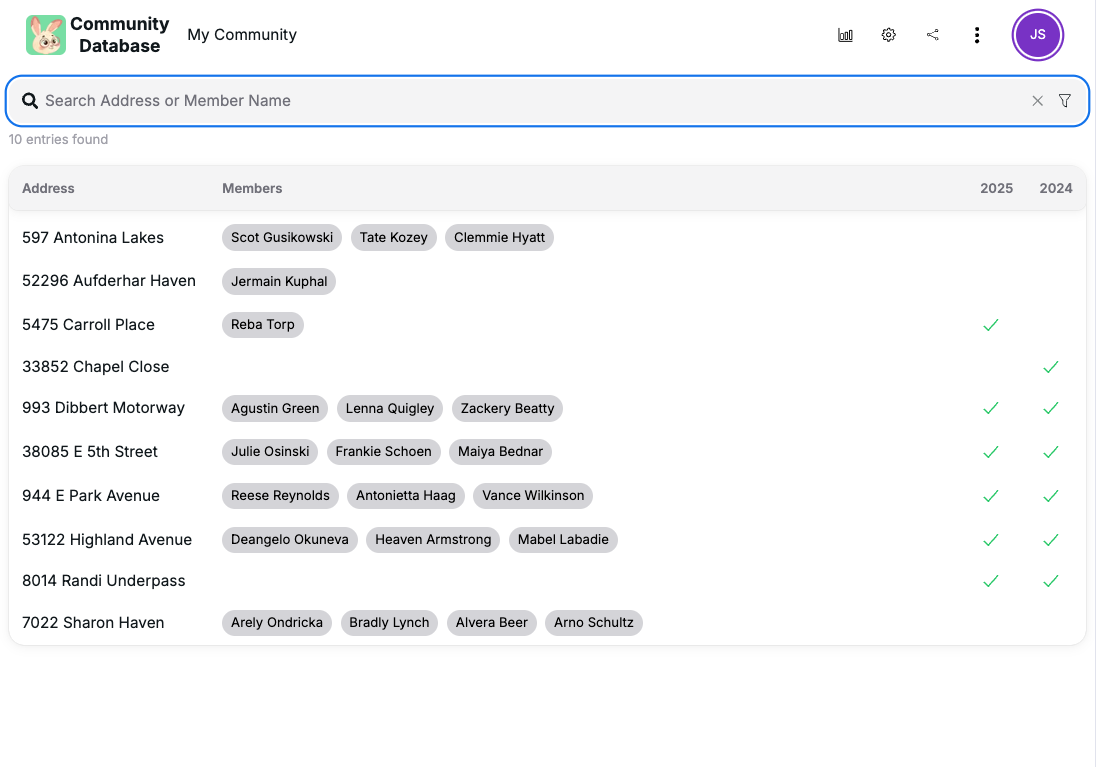 Community
Database
My Community
JS
Search Address or Member Name
10 entries found
Address Members 2025 2024
597 Antonina Lakes Scot Gusikowski Tate Kozey Clemmie Hyatt
52296 Aufderhar Haven Jermain Kuphal
5475 Carroll Place Reba Torp
33852 Chapel Close
993 Dibbert Motorway Agustin Green Lenna Quigley Zackery Beatty
38085 E 5th Street Julie Osinski Frankie Schoen Maiya Bednar
944 E Park Avenue Reese Reynolds Antonietta Haag Vance Wilkinson
53122 Highland Avenue Deangelo Okuneva Heaven Armstrong Mabel Labadie
8014 Randi Underpass
7022 Sharon Haven Arely Ondricka Bradly Lynch Alvera Beer Arno Schultz